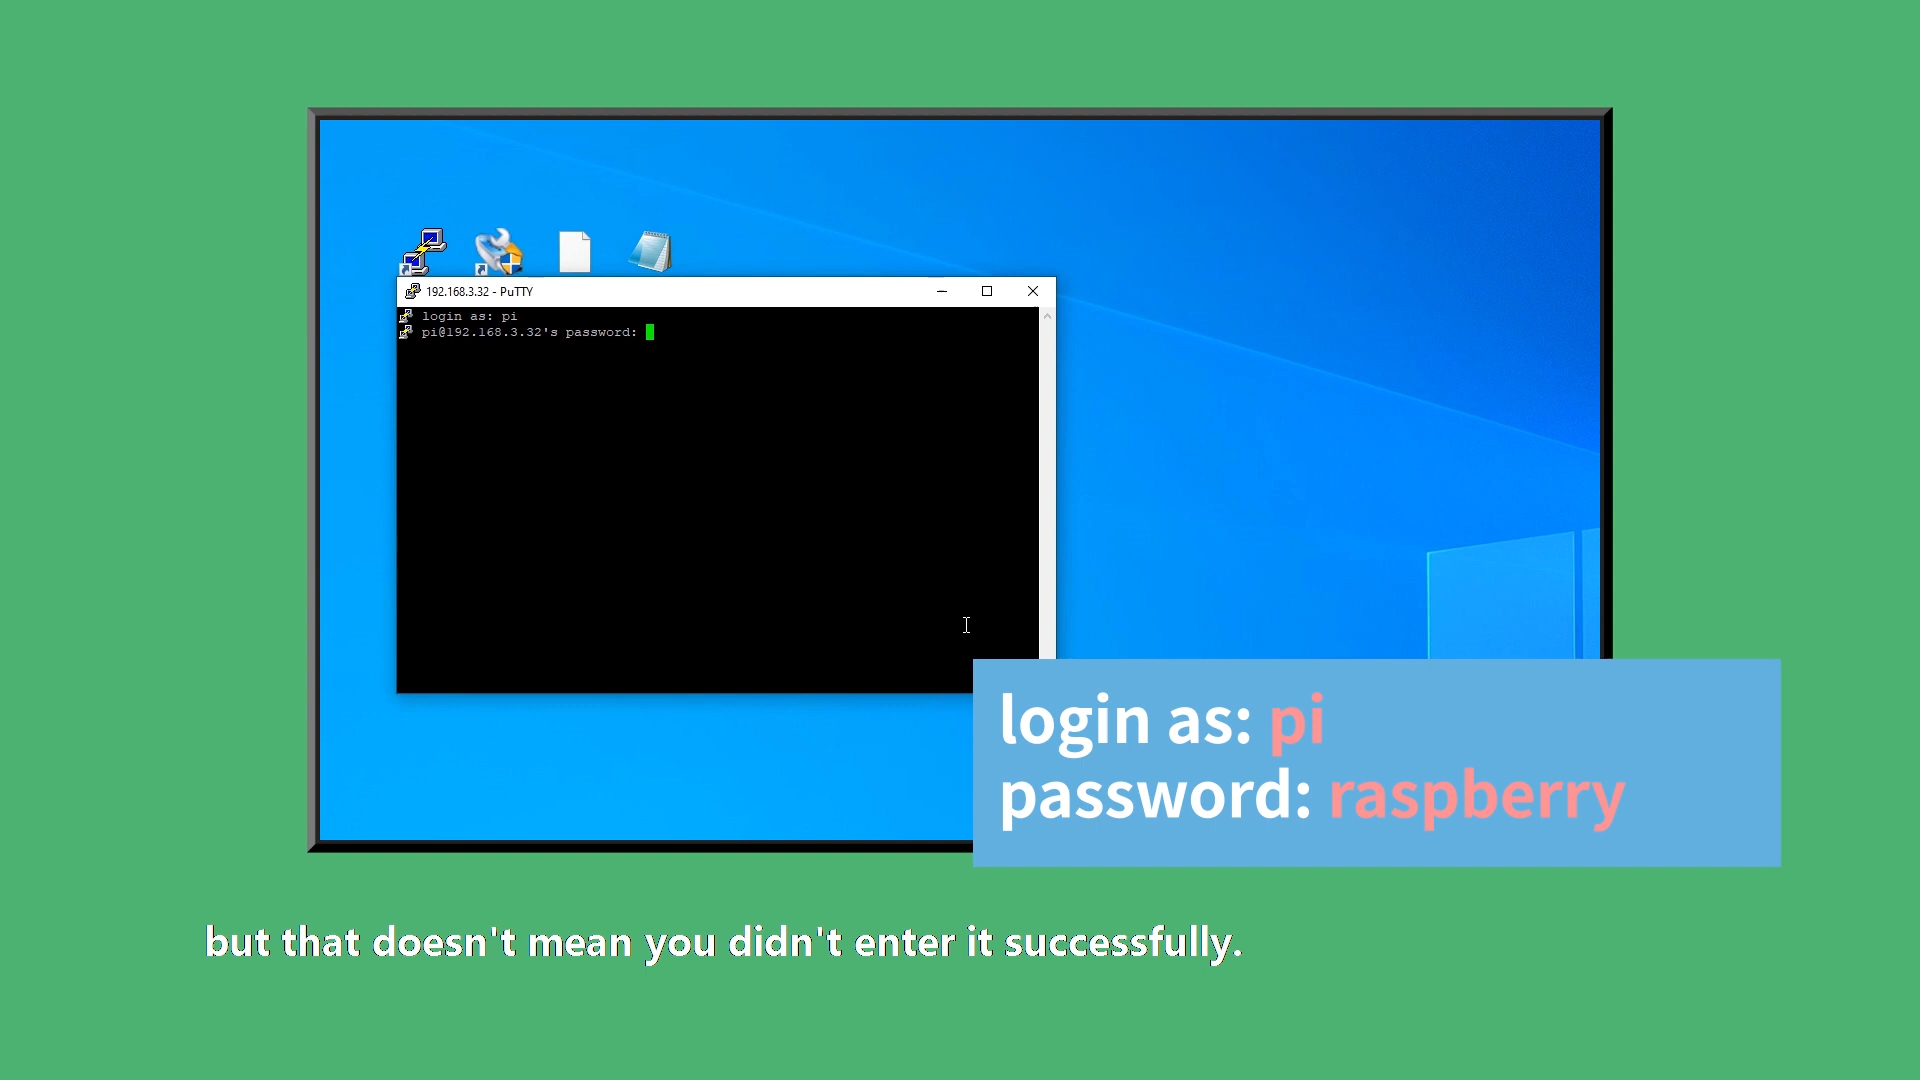 192.168.3.32 - PuTTY
login as: pi
pi@192.168.3.32's password:
login as: pi
password: raspberry
but that doesn't mean you didn't enter it successfully.